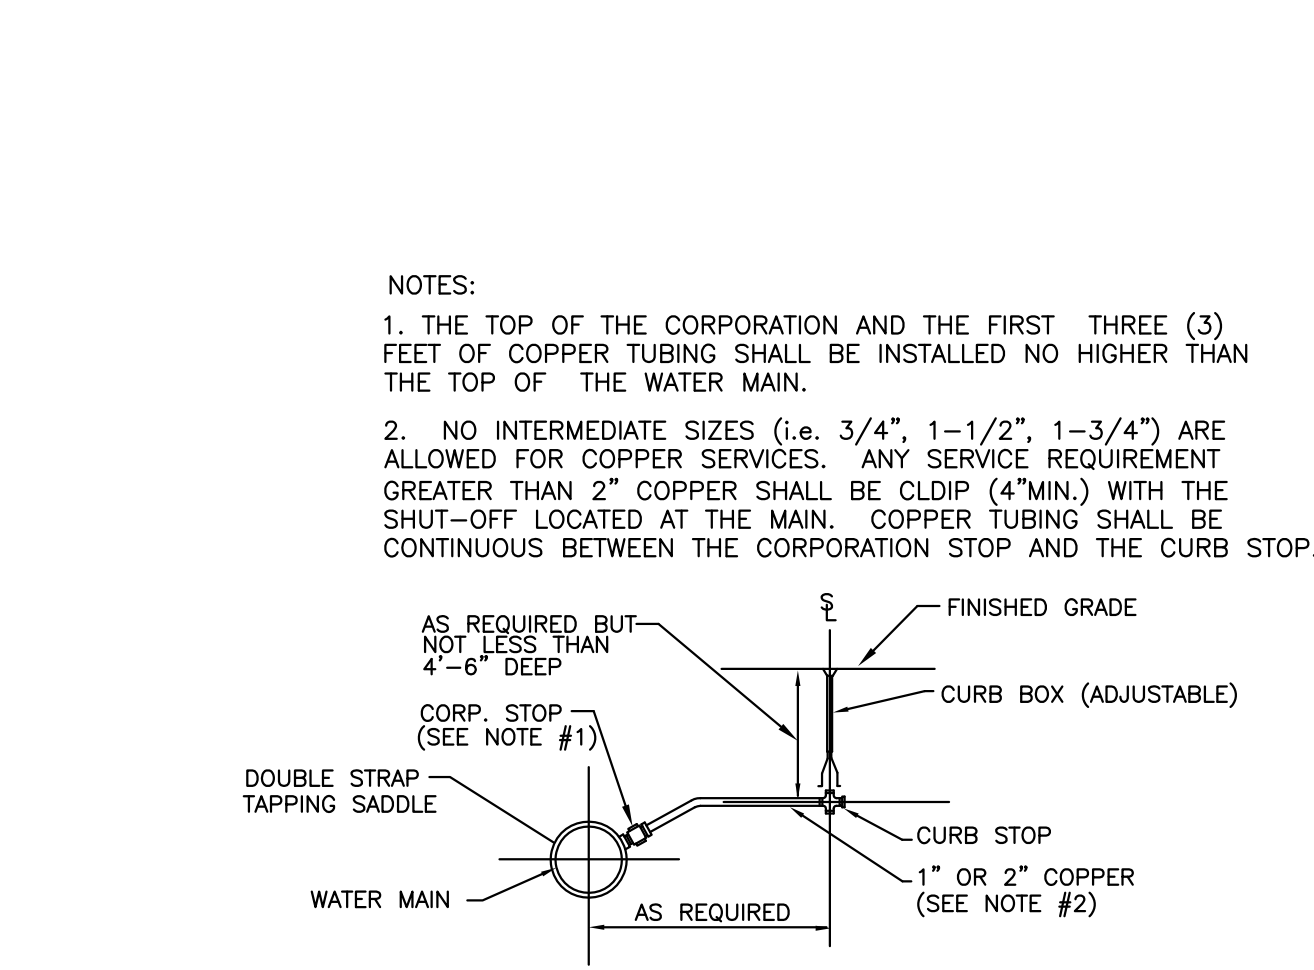 NOTES:
1. THE TOP OF THE CORPORATION AND THE FIRST THREE (3)
FEET OF COPPER TUBING SHALL BE INSTALLED NO HIGHER THAN
THE TOP OF THE WATER MAIN.
2. NO INTERMEDIATE SIZES (i.e. 3/4", 1-1/2", 1-3/4") ARE
ALLOWED FOR COPPER SERVICES. ANY SERVICE REQUIREMENT
GREATER THAN 2" COPPER SHALL BE CLDIP (4"MIN.) WITH THE
SHUT-OFF LOCATED AT THE MAIN. COPPER TUBING SHALL BE
CONTINUOUS BETWEEN THE CORPORATION STOP AND THE CURB STOP.
SL
FINISHED GRADE
AS REQUIRED BUT
NOT LESS THAN
4'-6" DEEP
CURB BOX (ADJUSTABLE)
CORP. STOP
(SEE NOTE #1)
DOUBLE STRAP
TAPPING SADDLE
CURB STOP
1" OR 2" COPPER
(SEE NOTE #2)
WATER MAIN
AS REQUIRED